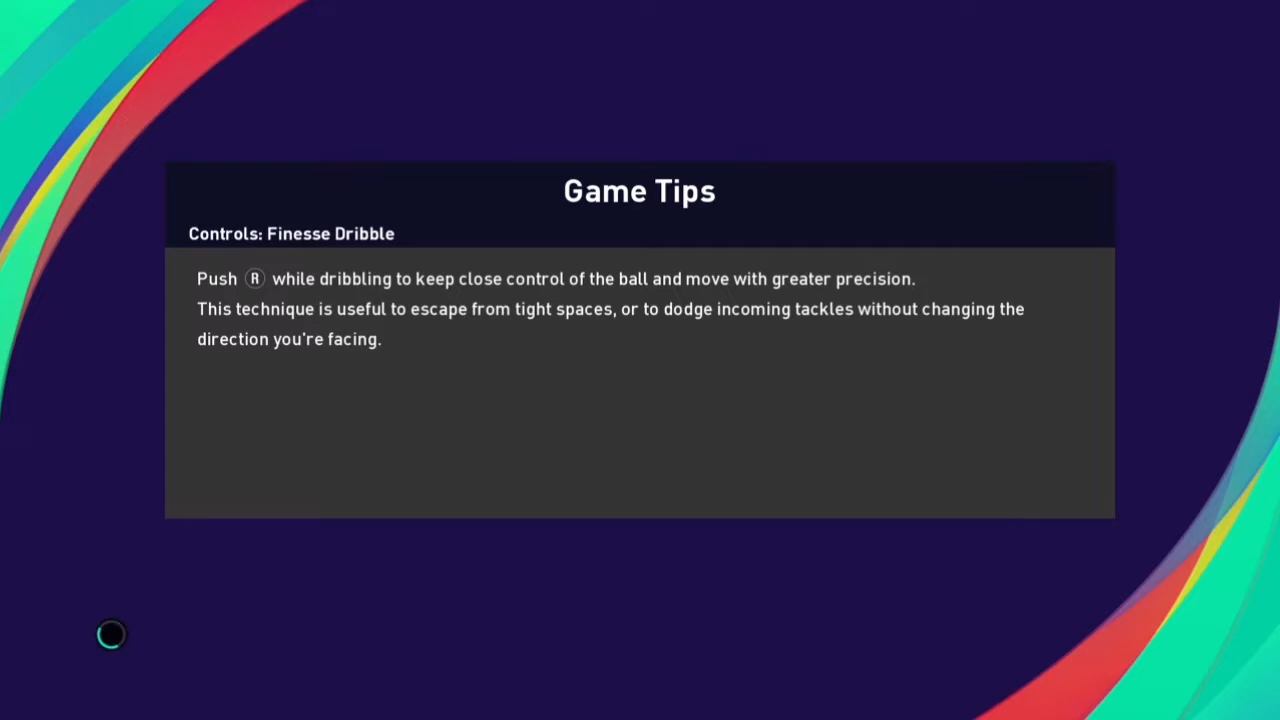 Game Tips
Controls: Finesse Dribble
Push R while dribbling to keep close control of the ball and move with greater precision.
This technique is useful to escape from tight spaces, or to dodge incoming tackles without changing the
direction you're facing.